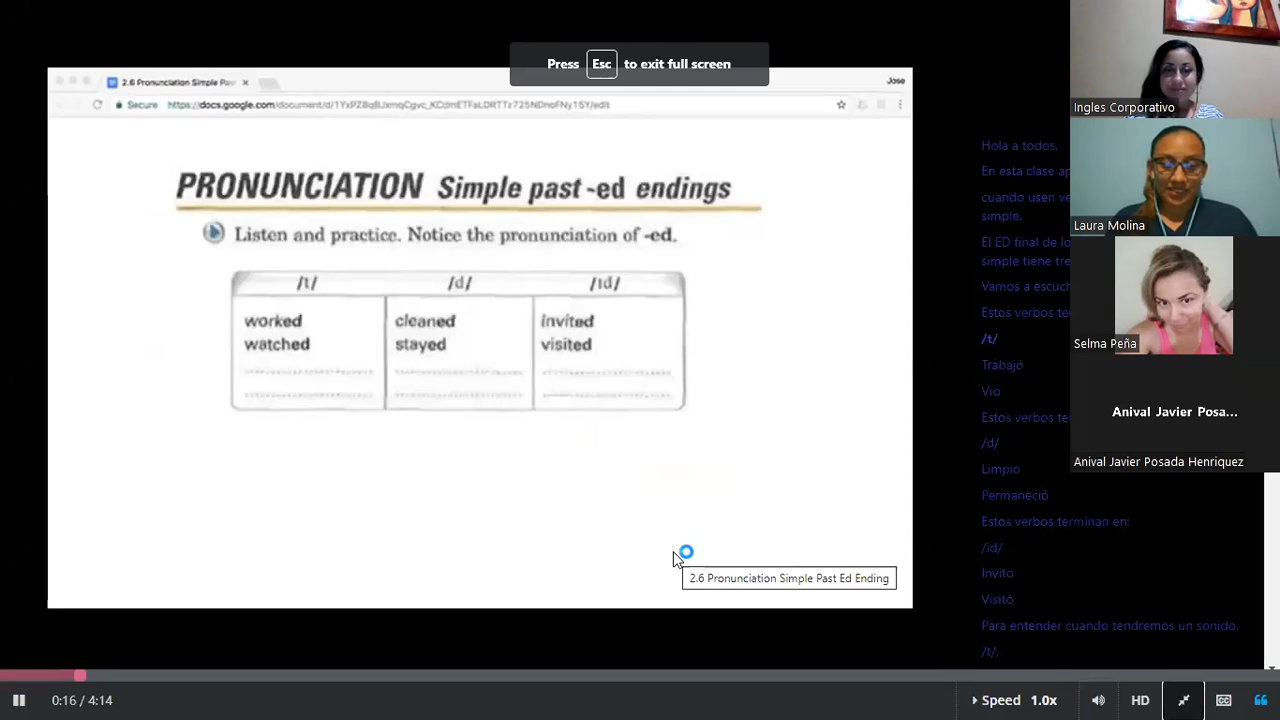 Press Esc to exit full screen
2.6 Pronunciation Simple Pas
Jose
Secure
PRONUNCIATION Simple past -ed endings
Listen and practice. Notice the pronunciation of -ed.
/t/ /d/ /ɪd/
worked cleaned invited
watched stayed visited
2.6 Pronunciation Simple Past Ed Ending
Ingles Corporativo
Laura Molina
Selma Peña
Anival Javier Posa...
Anival Javier Posada Henriquez
Hola a todos.
En esta clase
cuando usen
simple.
El ED final de
simple tiene
Vamos a
Estos verbos
/t/
Trabajó
Vio
Estos verbos
/d/
Limpio
Permaneció
Estos verbos terminan en:
/id/
Invito
Visitó
Para entender cuando tendremos un sonido.
/t/.
0:16 / 4:14
Speed 1.0x
HD
CC